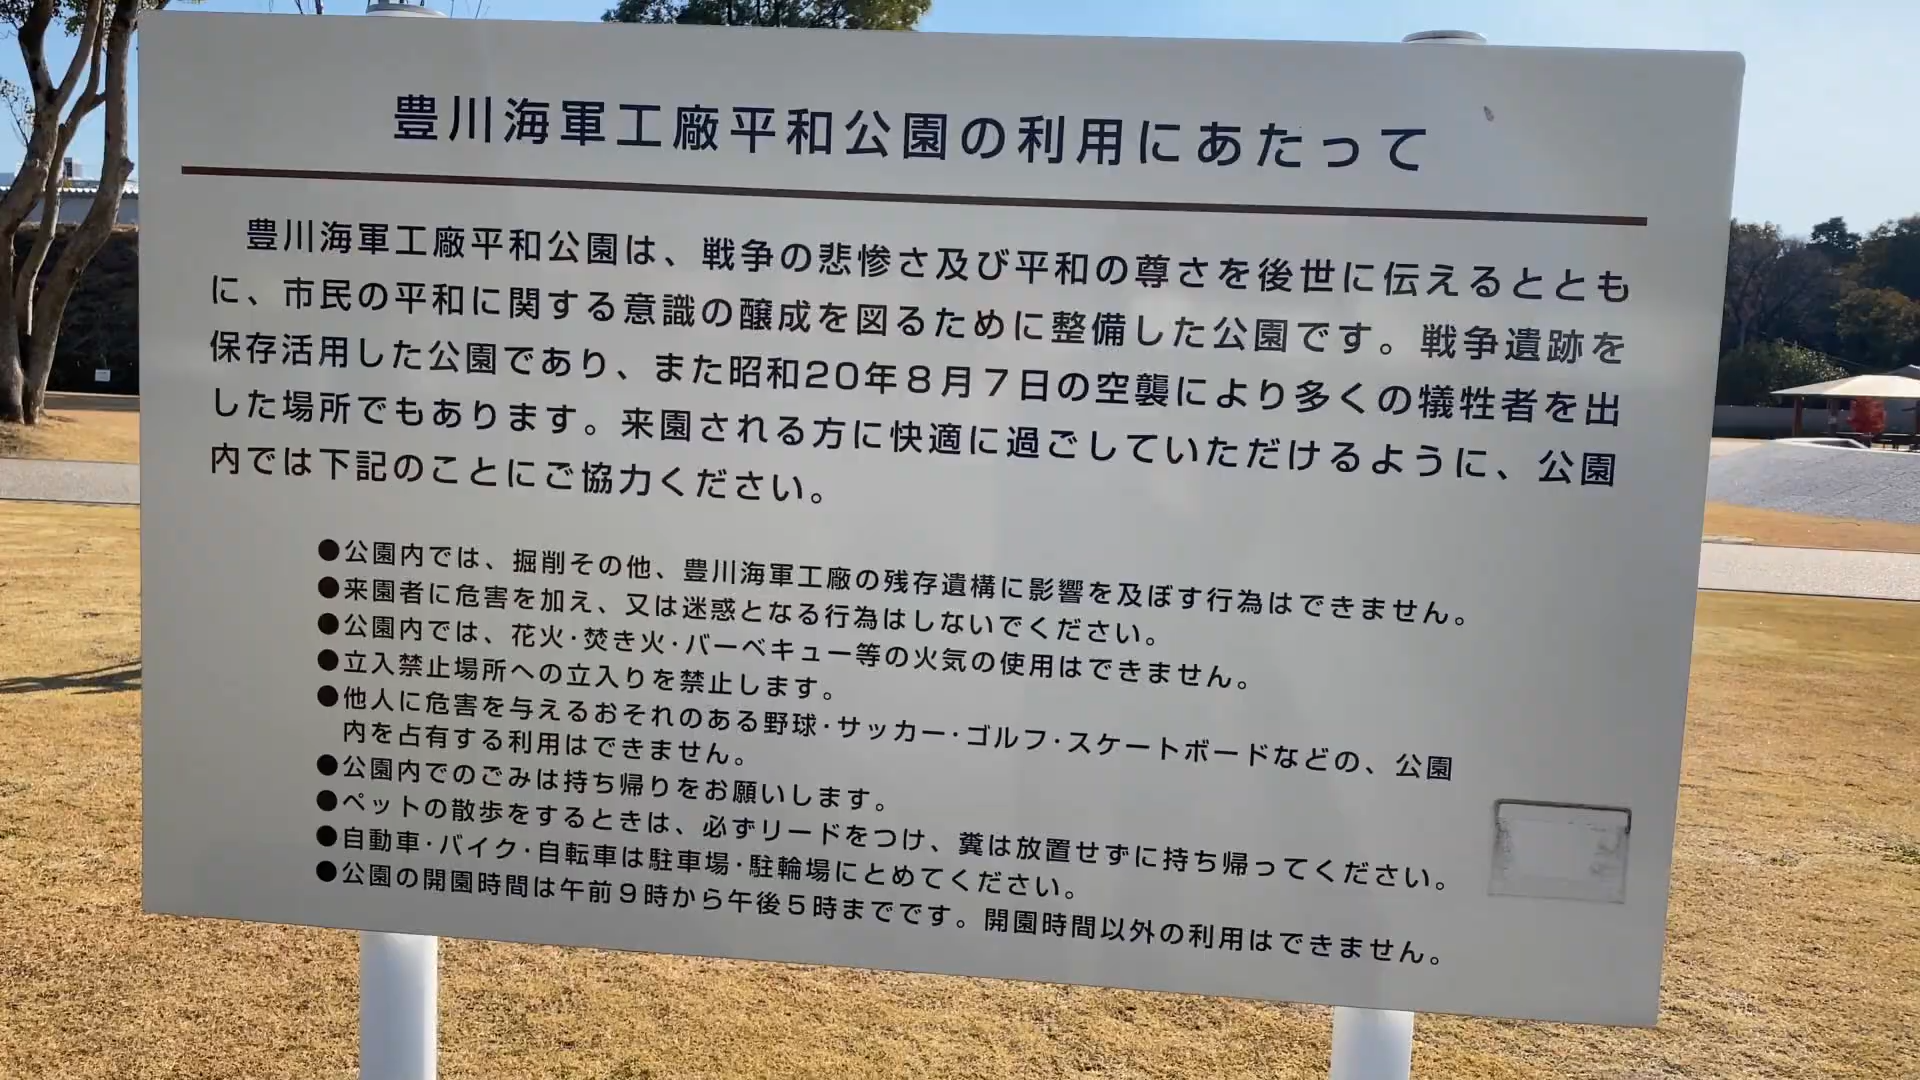 豊川海軍工廠平和公園の利用にあたって
豊川海軍工廠平和公園は、戦争の悲惨さ及び平和の尊さを後世に伝えるととも
に、市民の平和に関する意識の醸成を図るために整備した公園です。戦争遺跡を
保存活用した公園であり、また昭和20年8月7日の空襲により多くの犠牲者を出
した場所でもあります。来園される方に快適に過ごしていただけるように、公園
内では下記のことにご協力ください。
●公園内では、掘削その他、豊川海軍工廠の残存遺構に影響を及ぼす行為はできません。
●来園者に危害を加え、又は迷惑となる行為はしないでください。
●公園内では、花火・焚き火・バーベキュー等の火気の使用はできません。
●立入禁止場所への立入りを禁止します。
●他人に危害を与えるおそれのある野球・サッカー・ゴルフ・スケートボードなどの、公園
内を占有する利用はできません。
●公園内でのごみは持ち帰りをお願いします。
●ペットの散歩をするときは、必ずリードをつけ、糞は放置せずに持ち帰ってください。
●自動車・バイク・自転車は駐車場・駐輪場にとめてください。
●公園の開園時間は午前9時から午後5時までです。開園時間以外の利用はできません。